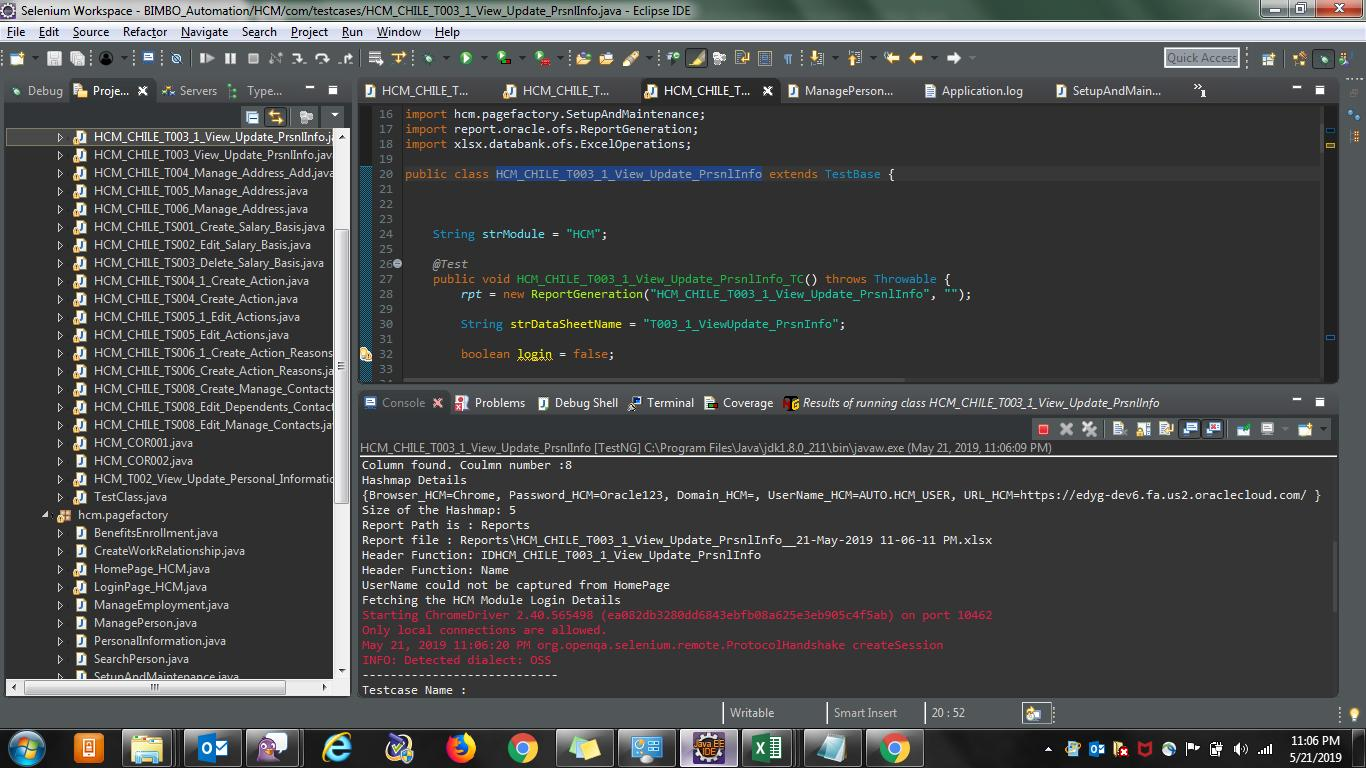 Selenium Workspace - BIMBO_Automation/HCM/com/testcases/HCM_CHILE_T003_1_View_Update_PrsnlInfo.java - Eclipse IDE
File Edit Source Refactor Navigate Search Project Run Window Help
Quick Access
Debug Proje... Servers Type...
HCM_CHILE_T003_1_View_Update_PrsnlInfo.ja
HCM_CHILE_T003_View_Update_PrsnlInfo.java
HCM_CHILE_T004_Manage_Address_Add.java
HCM_CHILE_T005_Manage_Address.java
HCM_CHILE_T006_Manage_Address.java
HCM_CHILE_TS001_Create_Salary_Basis.java
HCM_CHILE_TS002_Edit_Salary_Basis.java
HCM_CHILE_TS003_Delete_Salary_Basis.java
HCM_CHILE_TS004_1_Create_Action.java
HCM_CHILE_TS004_Create_Action.java
HCM_CHILE_TS005_1_Edit_Actions.java
HCM_CHILE_TS005_Edit_Actions.java
HCM_CHILE_TS006_1_Create_Action_Reasons
HCM_CHILE_TS006_Create_Action_Reasons.ja
HCM_CHILE_TS008_Create_Manage_Contacts
HCM_CHILE_TS008_Edit_Dependents_Contact
HCM_CHILE_TS008_Edit_Manage_Contacts.ja
HCM_COR001.java
HCM_COR002.java
HCM_T002_View_Update_Personal_Informatio
TestClass.java
hcm.pagefactory
BenefitsEnrollment.java
CreateWorkRelationship.java
HomePage_HCM.java
LoginPage_HCM.java
ManageEmployment.java
ManagePerson.java
PersonalInformation.java
SearchPerson.java
SetupAndMaintenance.java
HCM_CHILE_T... HCM_CHILE_T... HCM_CHILE_T... ManagePerson... Application.log SetupAndMain...
16 import hcm.pagefactory.SetupAndMaintenance;
17 import report.oracle.ofs.ReportGeneration;
18 import xlsx.databank.ofs.ExcelOperations;
19
20 public class HCM_CHILE_T003_1_View_Update_PrsnlInfo extends TestBase {
21
22
23
24 String strModule = "HCM";
25
26 @Test
27 public void HCM_CHILE_T003_1_View_Update_PrsnlInfo_TC() throws Throwable {
28 rpt = new ReportGeneration("HCM_CHILE_T003_1_View_Update_PrsnlInfo", "");
29
30 String strDataSheetName = "T003_1_ViewUpdate_PrsnInfo";
31
32 boolean login = false;
33
Console Problems Debug Shell Terminal Coverage Results of running class HCM_CHILE_T003_1_View_Update_PrsnlInfo
HCM_CHILE_T003_1_View_Update_PrsnlInfo [TestNG] C:\Program Files\Java\jdk1.8.0_211\bin\javaw.exe (May 21, 2019, 11:06:09 PM)
Column found. Coulmn number :8
Hashmap Details
{Browser_HCM=Chrome, Password_HCM=Oracle123, Domain_HCM=, UserName_HCM=AUTO.HCM_USER, URL_HCM=https://edyg-dev6.fa.us2.oraclecloud.com/ }
Size of the Hashmap: 5
Report Path is : Reports
Report file : Reports\HCM_CHILE_T003_1_View_Update_PrsnlInfo__21-May-2019 11-06-11 PM.xlsx
Header Function: IDHCM_CHILE_T003_1_View_Update_PrsnlInfo
Header Function: Name
UserName could not be captured from HomePage
Fetching the HCM Module Login Details
Starting ChromeDriver 2.40.565498 (ea082db3280dd6843ebfb08a625e3eb905c4f5ab) on port 10462
Only local connections are allowed.
May 21, 2019 11:06:20 PM org.openqa.selenium.remote.ProtocolHandshake createSession
INFO: Detected dialect: OSS
----------------------------
Testcase Name :
Writable Smart Insert 20 : 52
Java EE
IDE
11:06 PM
5/21/2019